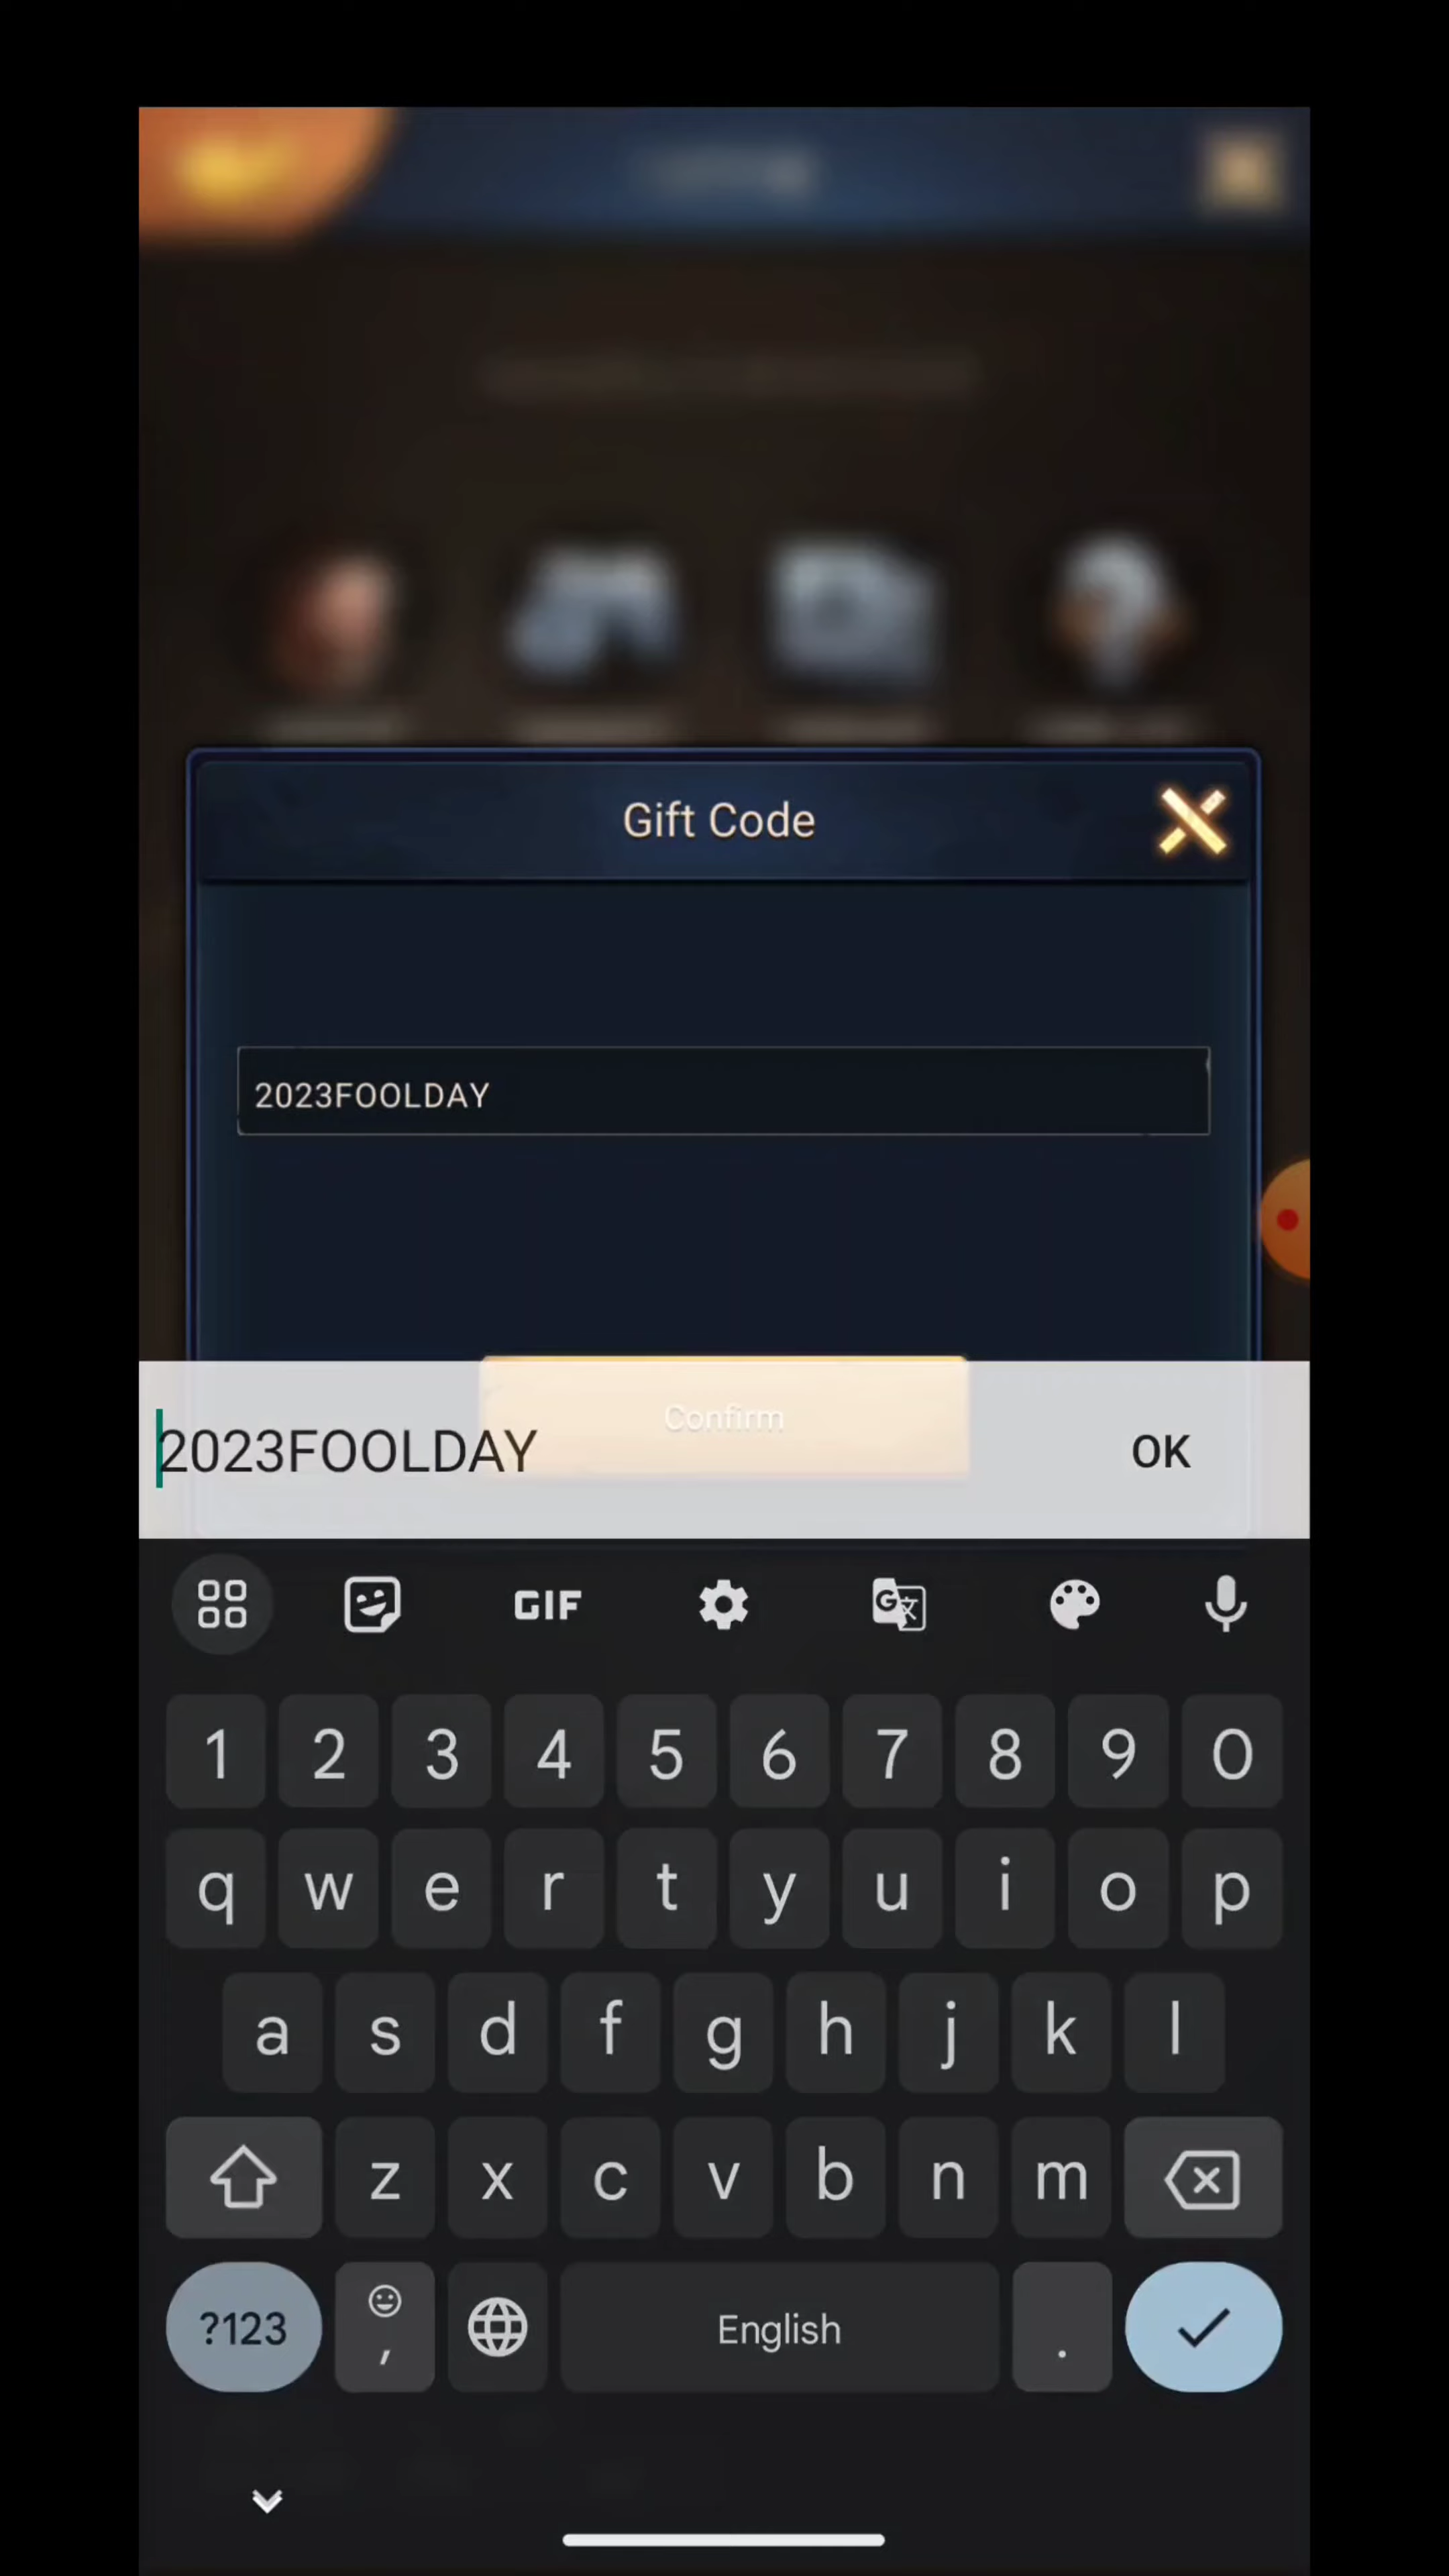 Gift Code
2023FOOLDAY
Confirm
2023FOOLDAY OK
GIF
1 2 3 4 5 6 7 8 9 0
q w e r t y u i o p
a s d f g h j k l
z x c v b n m
?123 , English .